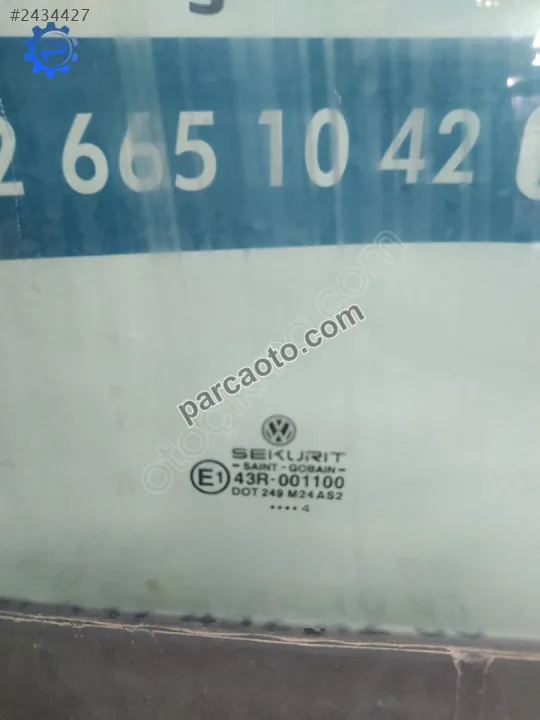 #2434427
2 665 10 42
parcaoto.com
SEKURIT
- SAINT - GOBAIN -
E1 43R-001100
DOT 249 M24 AS2
.... 4